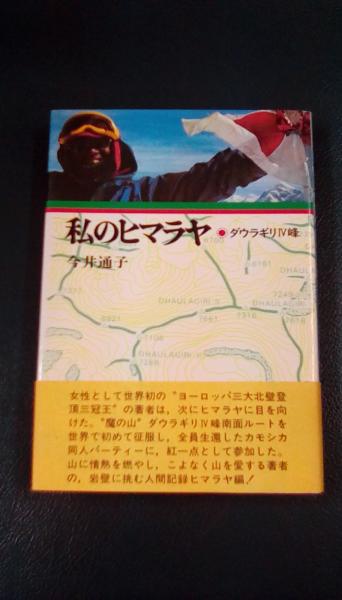 私のヒマラヤ
ダウラギリⅣ峰
今井通子
DHAULAGIRI
DHAULAGIRI
女性として世界初の“ヨーロッパ三大北壁登
頂三冠王”の著者は，次にヒマラヤに目を向
けた。“魔の山”ダウラギリⅣ峰南面ルートを
世界で初めて征服し，全員生還したカモシカ
同人パーティーに，紅一点として参加した。
山に情熱を燃やし，こよなく山を愛する著者
の，岩壁に挑む人間記録ヒマラヤ編！